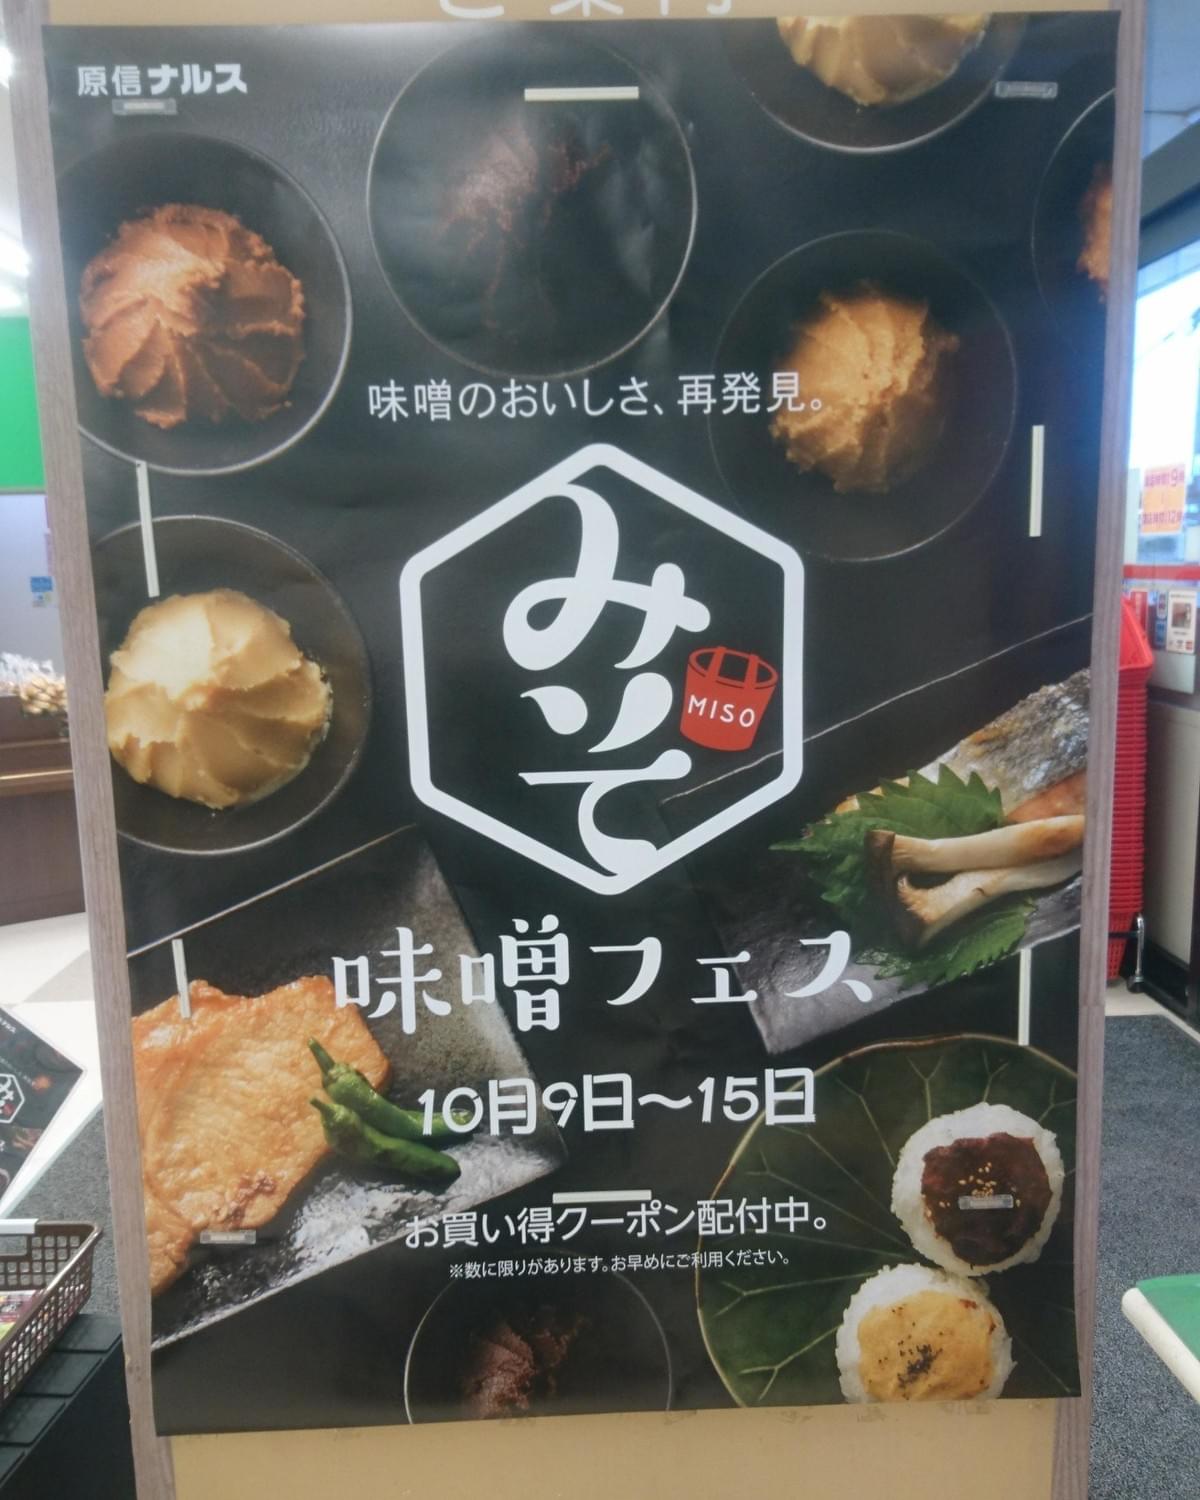 原信ナルス
味噌のおいしさ、再発見。
みそで
MISO
味噌フェス
10月9日〜15日
お買い得クーポン配付中。
※数に限りがあります。お早めにご利用ください。